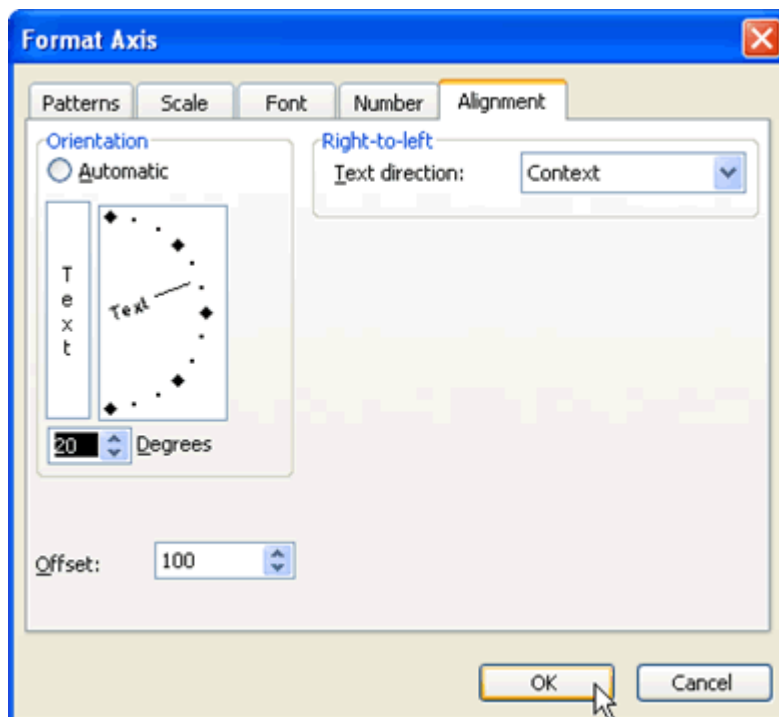 Format Axis
Patterns Scale Font Number Alignment
Orientation
Automatic
Text
Text
20 Degrees
Right-to-left
Text direction: Context
Offset: 100
OK Cancel